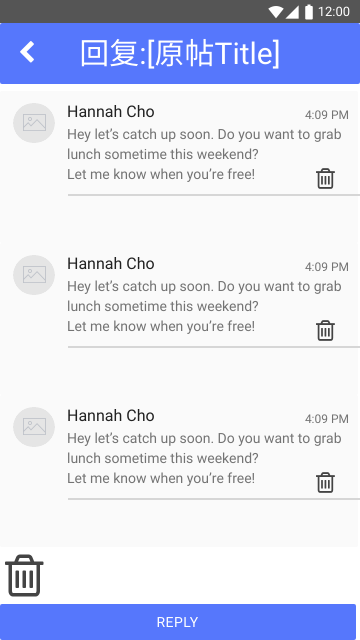 12:00
回复:[原帖Title]
Hannah Cho
4:09 PM
Hey let’s catch up soon. Do you want to grab
lunch sometime this weekend?
Let me know when you’re free!
Hannah Cho
4:09 PM
Hey let’s catch up soon. Do you want to grab
lunch sometime this weekend?
Let me know when you’re free!
Hannah Cho
4:09 PM
Hey let’s catch up soon. Do you want to grab
lunch sometime this weekend?
Let me know when you’re free!
REPLY